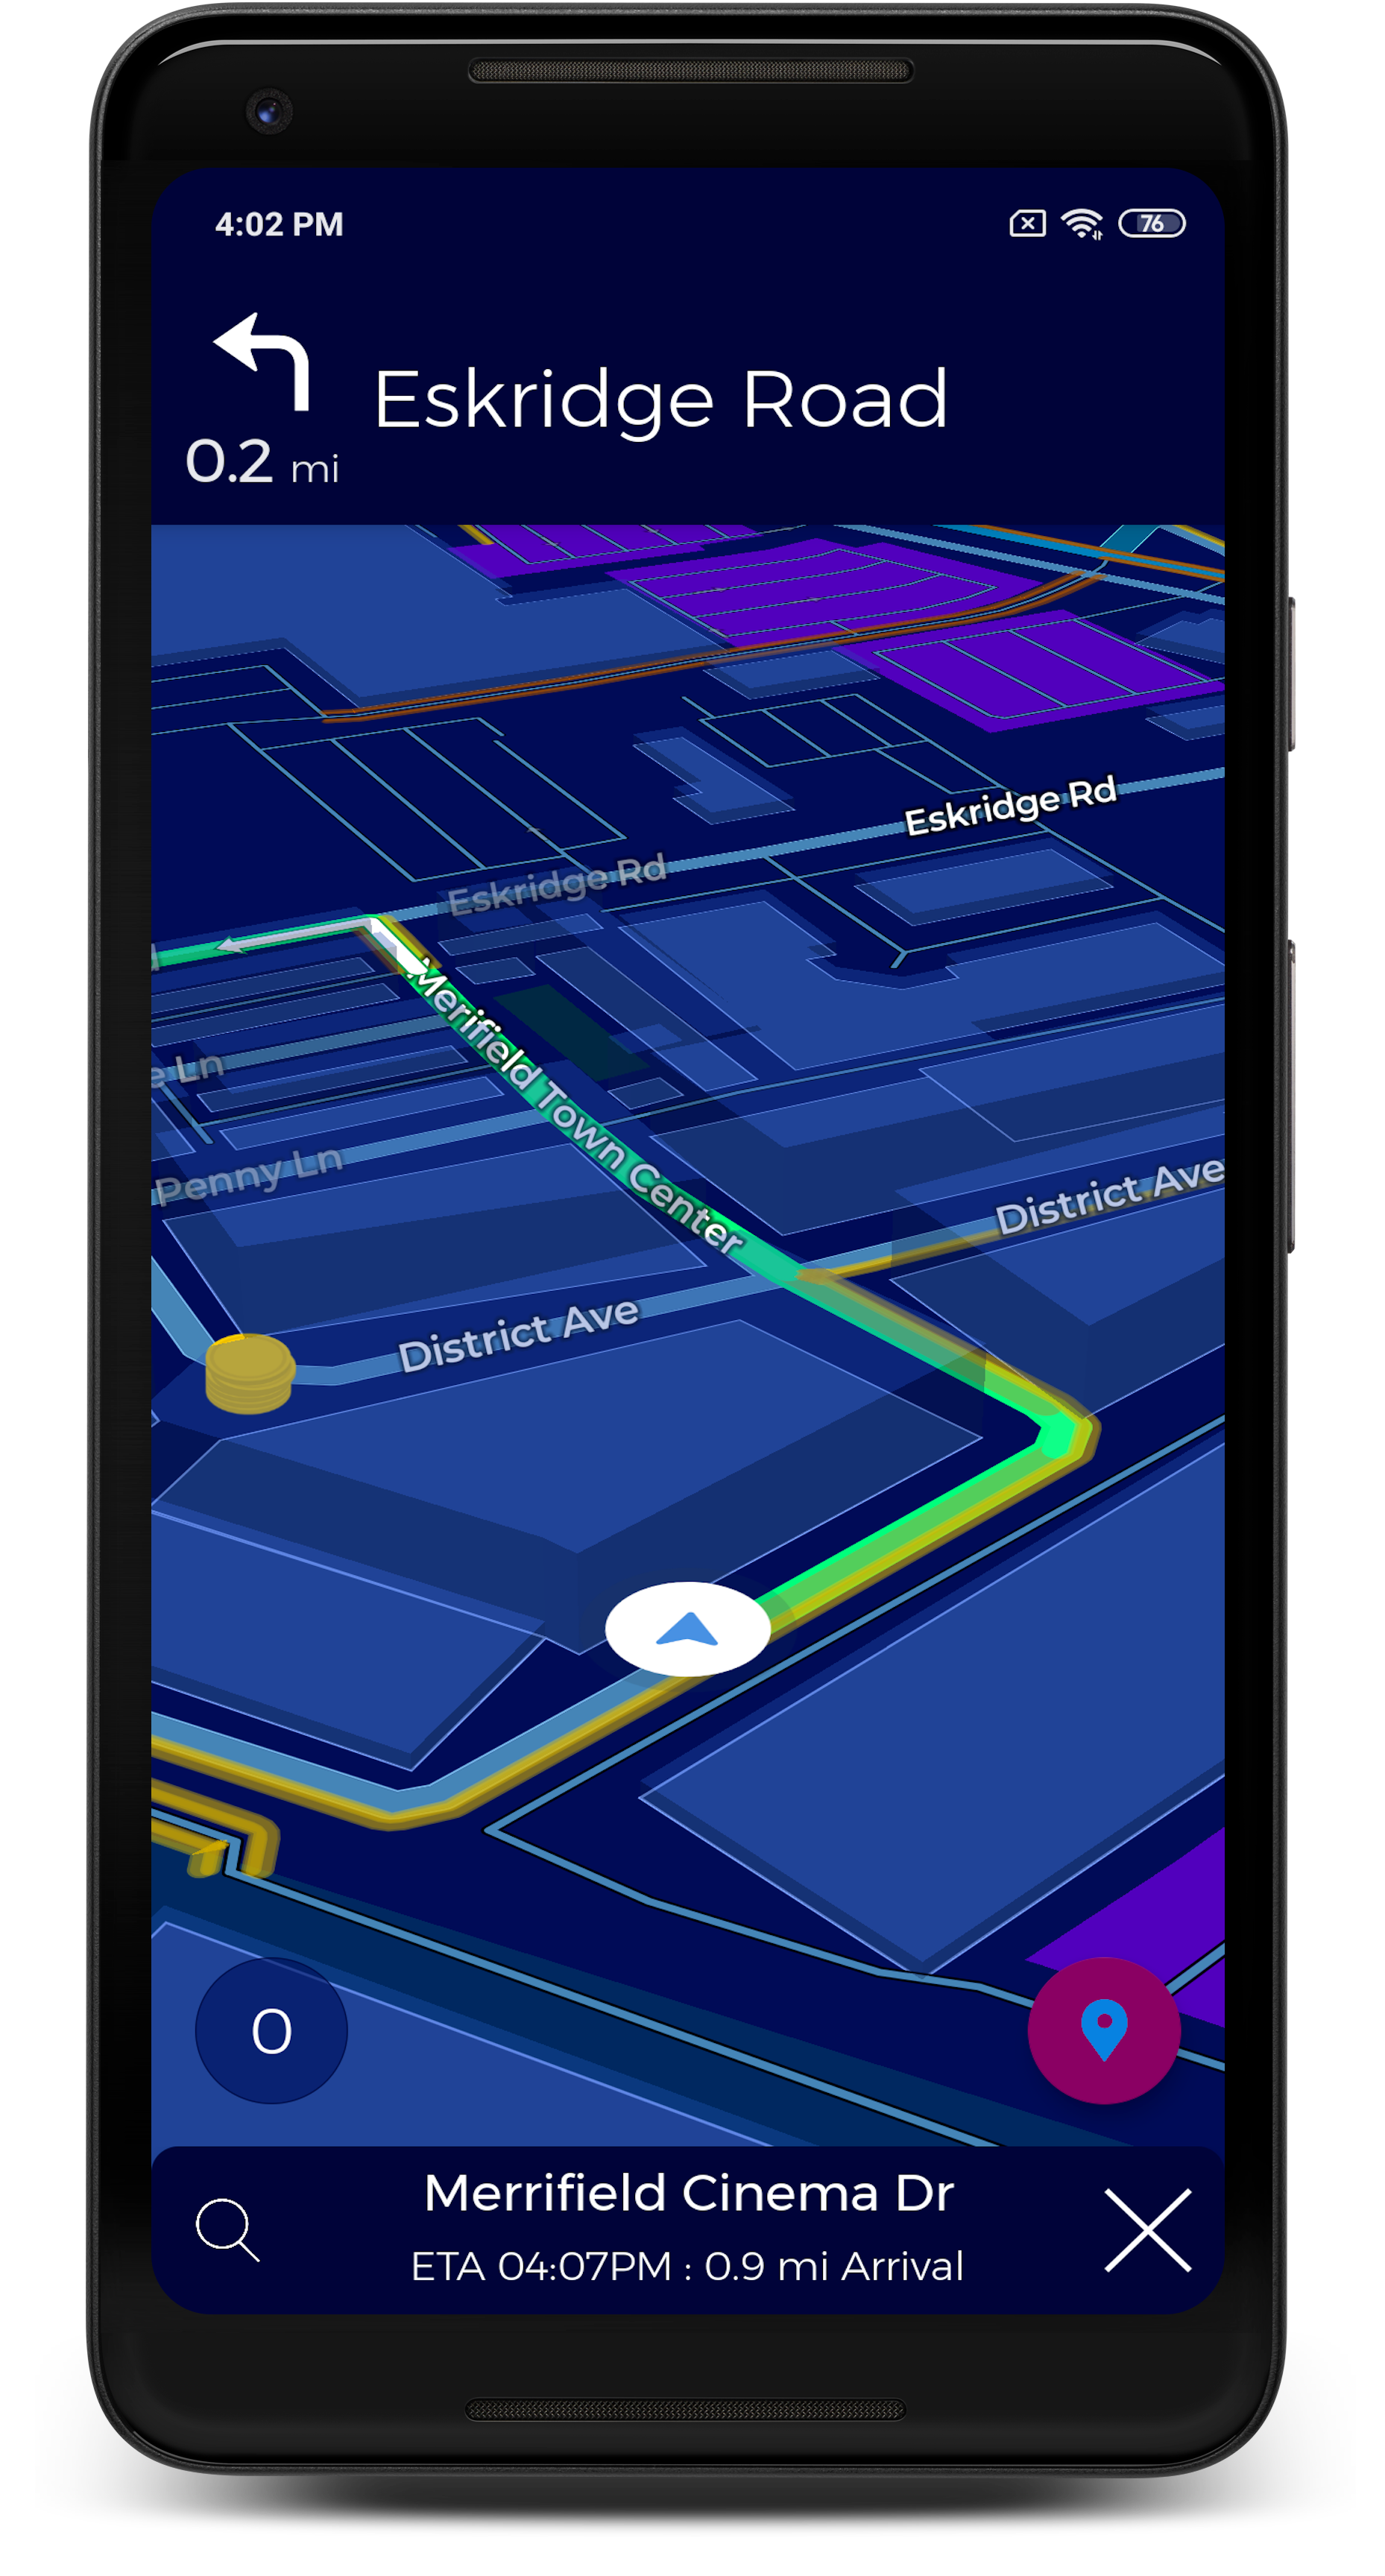 4:02 PM
76
Eskridge Road
0.2 mi
Eskridge Rd
Eskridge Rd
Merifield Town Center
e Ln
Penny Ln
District Ave
District Ave
0
Merrifield Cinema Dr
ETA 04:07PM : 0.9 mi Arrival